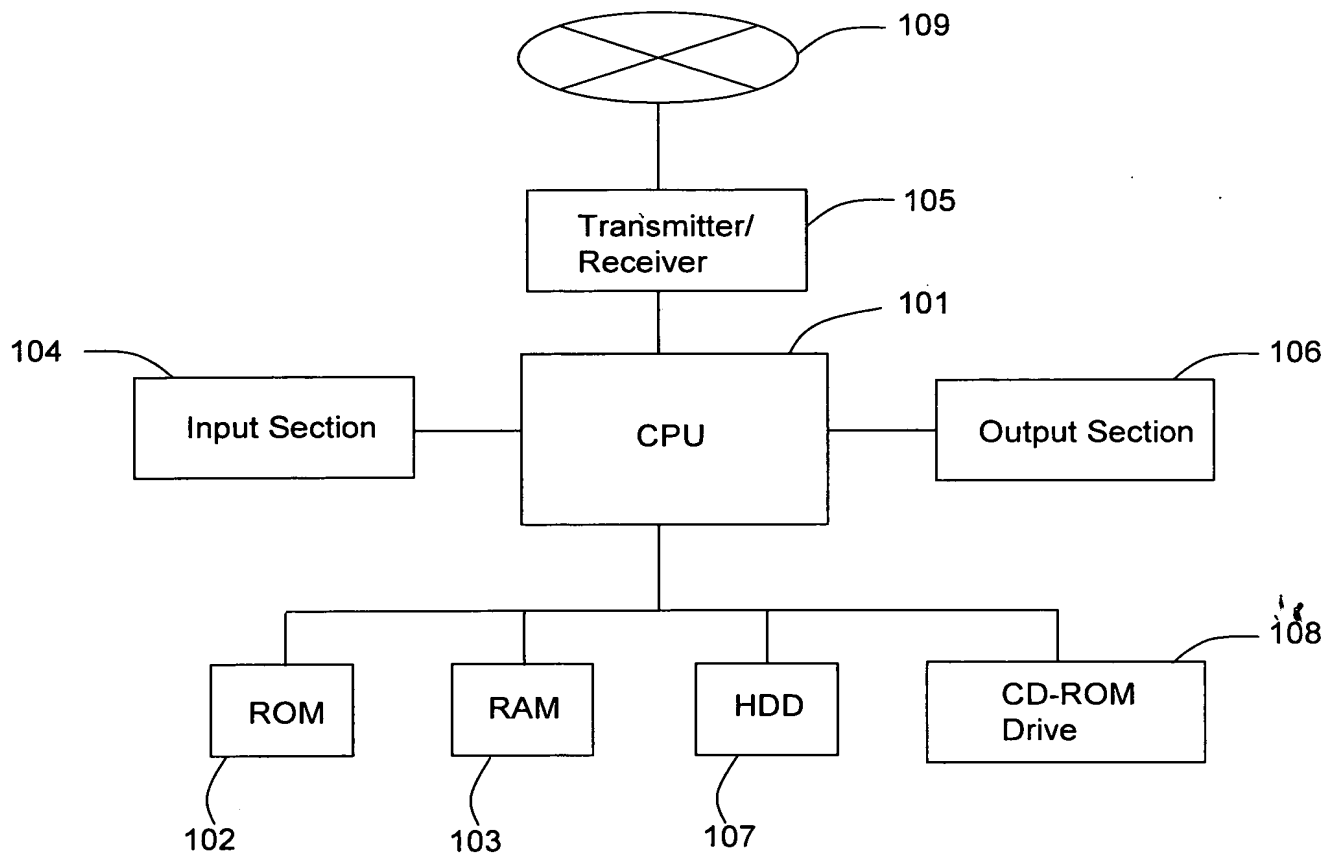 109
Transmitter/
Receiver
105
101
104
106
Input Section
CPU
Output Section
108
ROM
RAM
HDD
CD-ROM
Drive
102
103
107